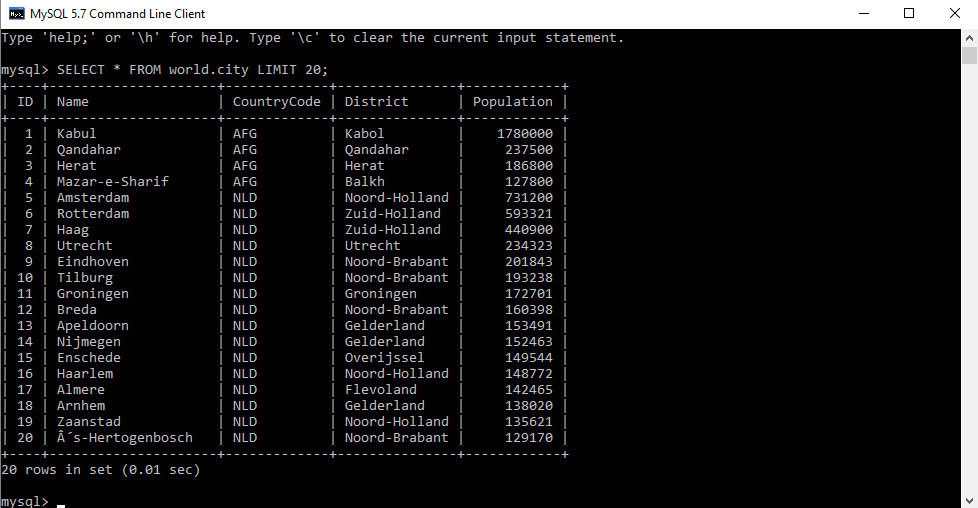 MySQL 5.7 Command Line Client
Type 'help;' or '\h' for help. Type '\c' to clear the current input statement.
mysql> SELECT * FROM world.city LIMIT 20;
+----+---------------------+-------------+---------------+------------+
| ID | Name                | CountryCode | District      | Population |
+----+---------------------+-------------+---------------+------------+
|  1 | Kabul               | AFG         | Kabol         |    1780000 |
|  2 | Qandahar            | AFG         | Qandahar      |     237500 |
|  3 | Herat               | AFG         | Herat         |     186800 |
|  4 | Mazar-e-Sharif      | AFG         | Balkh         |     127800 |
|  5 | Amsterdam           | NLD         | Noord-Holland |     731200 |
|  6 | Rotterdam           | NLD         | Zuid-Holland  |     593321 |
|  7 | Haag                | NLD         | Zuid-Holland  |     440900 |
|  8 | Utrecht             | NLD         | Utrecht       |     234323 |
|  9 | Eindhoven           | NLD         | Noord-Brabant |     201843 |
| 10 | Tilburg             | NLD         | Noord-Brabant |     193238 |
| 11 | Groningen           | NLD         | Groningen     |     172701 |
| 12 | Breda               | NLD         | Noord-Brabant |     160398 |
| 13 | Apeldoorn           | NLD         | Gelderland    |     153491 |
| 14 | Nijmegen            | NLD         | Gelderland    |     152463 |
| 15 | Enschede            | NLD         | Overijssel    |     149544 |
| 16 | Haarlem             | NLD         | Noord-Holland |     148772 |
| 17 | Almere              | NLD         | Flevoland     |     142465 |
| 18 | Arnhem              | NLD         | Gelderland    |     138020 |
| 19 | Zaanstad            | NLD         | Noord-Holland |     135621 |
| 20 | Â´s-Hertogenbosch   | NLD         | Noord-Brabant |     129170 |
+----+---------------------+-------------+---------------+------------+
20 rows in set (0.01 sec)
mysql> _